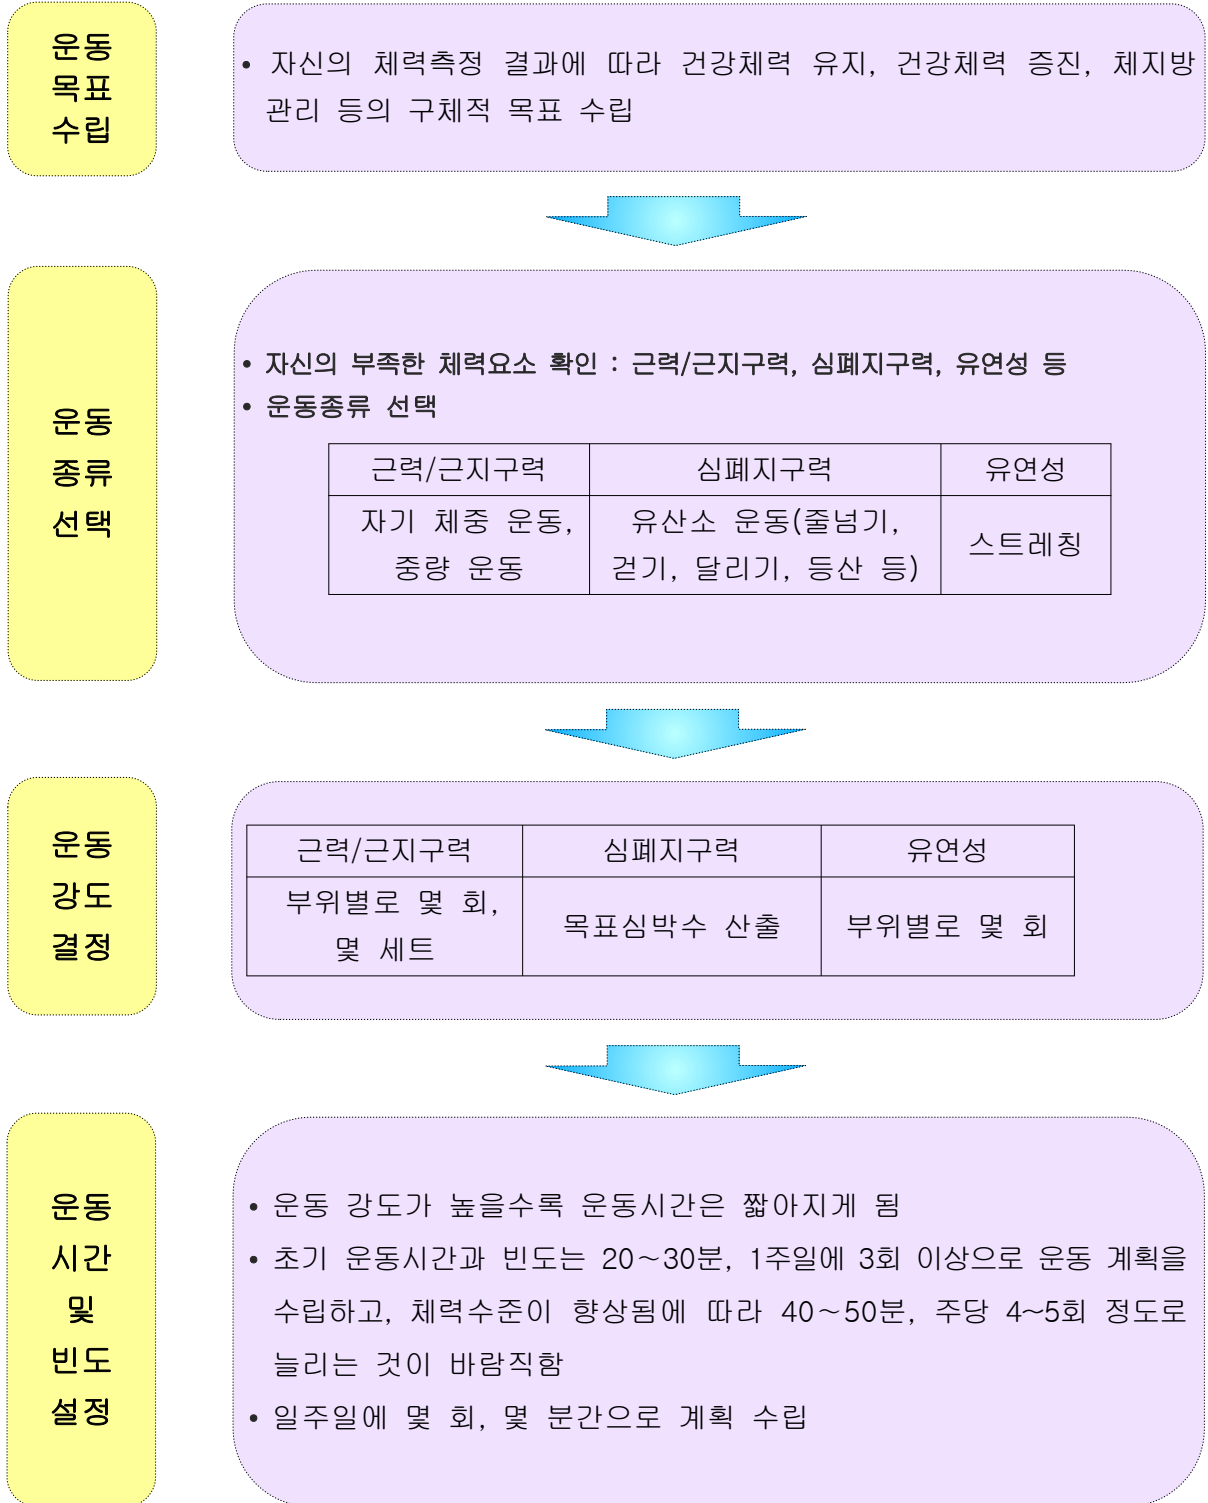 운동
목표
수립
• 자신의 체력측정 결과에 따라 건강체력 유지, 건강체력 증진, 체지방
관리 등의 구체적 목표 수립
운동
종류
선택
• 자신의 부족한 체력요소 확인 : 근력/근지구력, 심폐지구력, 유연성 등
• 운동종류 선택
근력/근지구력 심폐지구력 유연성
자기 체중 운동,
중량 운동
유산소 운동(줄넘기,
걷기, 달리기, 등산 등)
스트레칭
운동
강도
결정
근력/근지구력 심폐지구력 유연성
부위별로 몇 회,
몇 세트
목표심박수 산출
부위별로 몇 회
운동
시간
및
빈도
설정
• 운동 강도가 높을수록 운동시간은 짧아지게 됨
• 초기 운동시간과 빈도는 20～30분, 1주일에 3회 이상으로 운동 계획을
수립하고, 체력수준이 향상됨에 따라 40～50분, 주당 4~5회 정도로
늘리는 것이 바람직함
• 일주일에 몇 회, 몇 분간으로 계획 수립